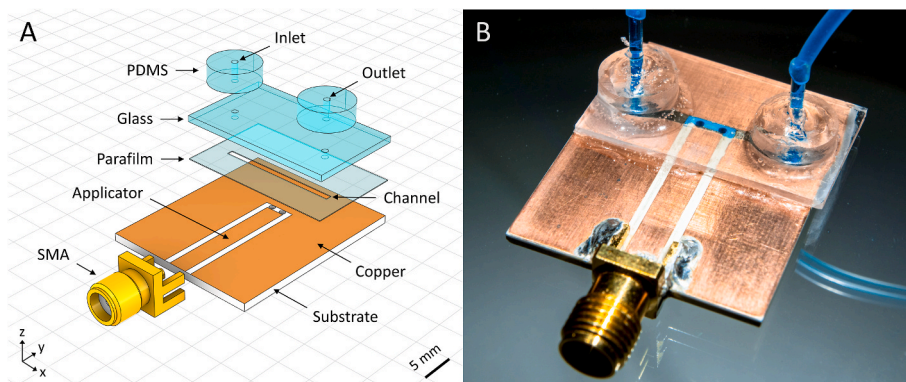 A
Inlet
PDMS
Outlet
Glass
Parafilm
Channel
Applicator
SMA
Copper
Substrate
z
y
x
5 mm
B